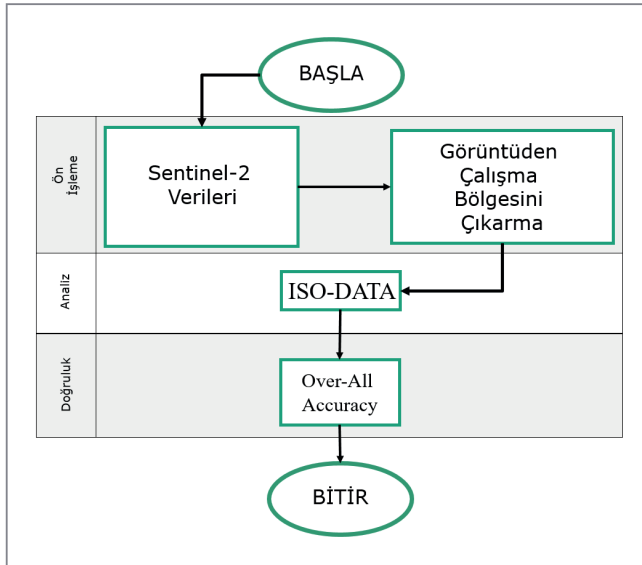 BAŞLA
Ön
İşleme
Sentinel-2
Verileri
Görüntüden
Çalışma
Bölgesini
Çıkarma
Analiz
ISO-DATA
Doğruluk
Over-All
Accuracy
BİTİR